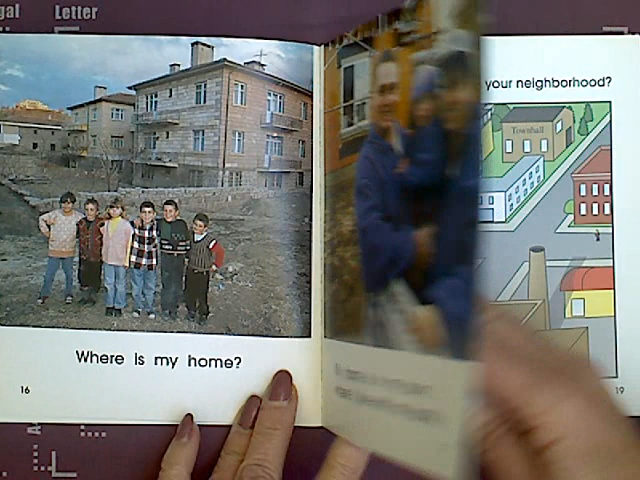 gal Letter
Where is my home?
16
your neighborhood?
Townhall
19